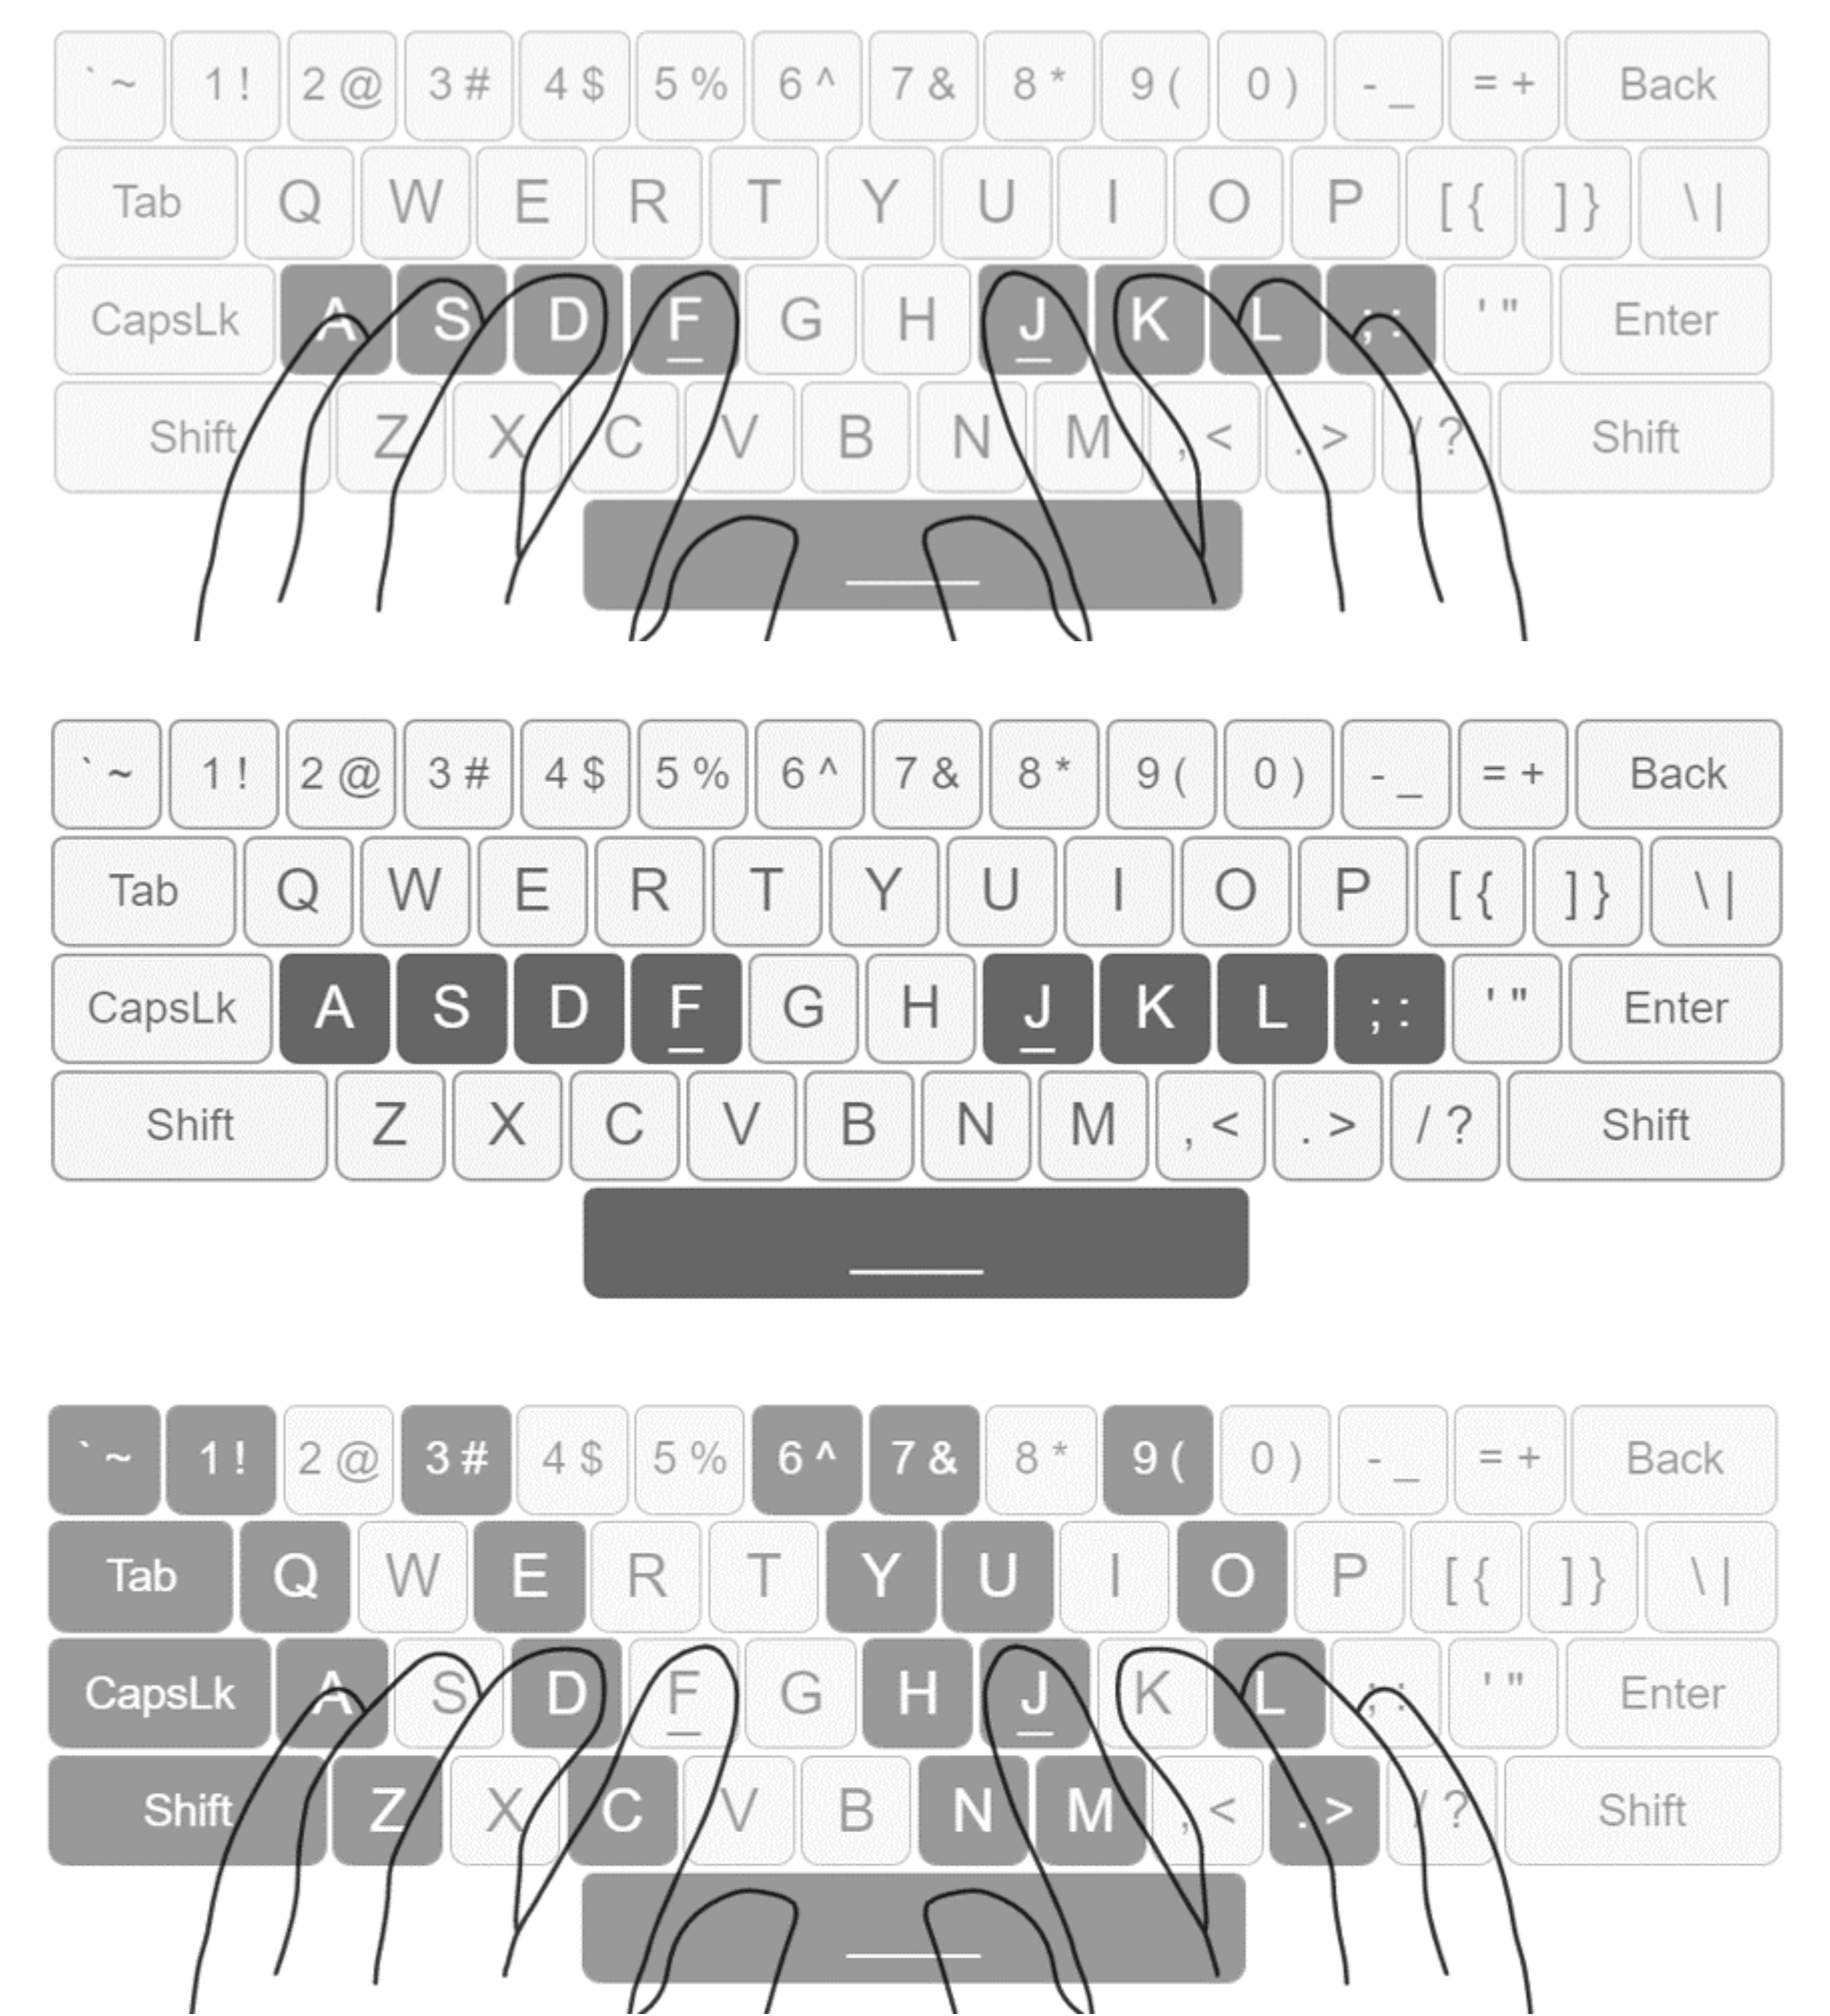 ` ~ 1 ! 2 @ 3 # 4 $ 5 % 6 ^ 7 & 8 * 9 ( 0 ) - _ = + Back
Tab Q W E R T Y U I O P [ { ] } \ |
CapsLk A S D F G H J K L ; : ' " Enter
Shift Z X C V B N M , < . > / ? Shift
` ~ 1 ! 2 @ 3 # 4 $ 5 % 6 ^ 7 & 8 * 9 ( 0 ) - _ = + Back
Tab Q W E R T Y U I O P [ { ] } \ |
CapsLk A S D F G H J K L ; : ' " Enter
Shift Z X C V B N M , < . > / ? Shift
` ~ 1 ! 2 @ 3 # 4 $ 5 % 6 ^ 7 & 8 * 9 ( 0 ) - _ = + Back
Tab Q W E R T Y U I O P [ { ] } \ |
CapsLk A S D F G H J K L ; : ' " Enter
Shift Z X C V B N M , < . > / ? Shift